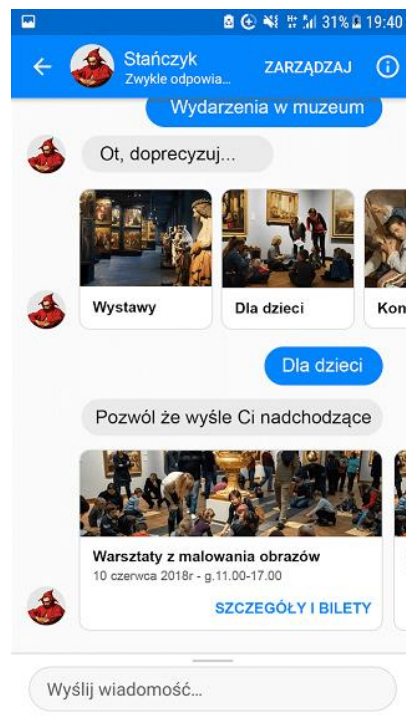 31% 19:40
Stańczyk
Zwykle odpowia...
ZARZĄDZAJ
Wydarzenia w muzeum
Ot, doprecyzuj...
Wystawy
Dla dzieci
Kon
Dla dzieci
Pozwól że wyśle Ci nadchodzące
Warsztaty z malowania obrazów
10 czerwca 2018r - g.11.00-17.00
SZCZEGÓŁY I BILETY
Wyślij wiadomość...